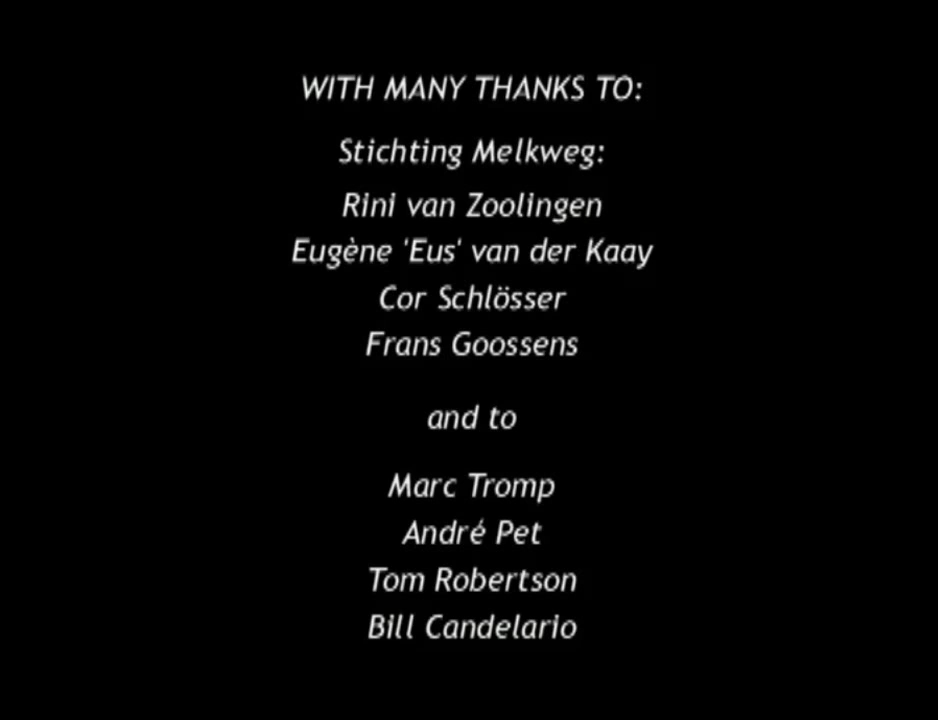 WITH MANY THANKS TO:
Stichting Melkweg:
Rini van Zoolingen
Eugène 'Eus' van der Kaay
Cor Schlösser
Frans Goossens
and to
Marc Tromp
André Pet
Tom Robertson
Bill Candelario